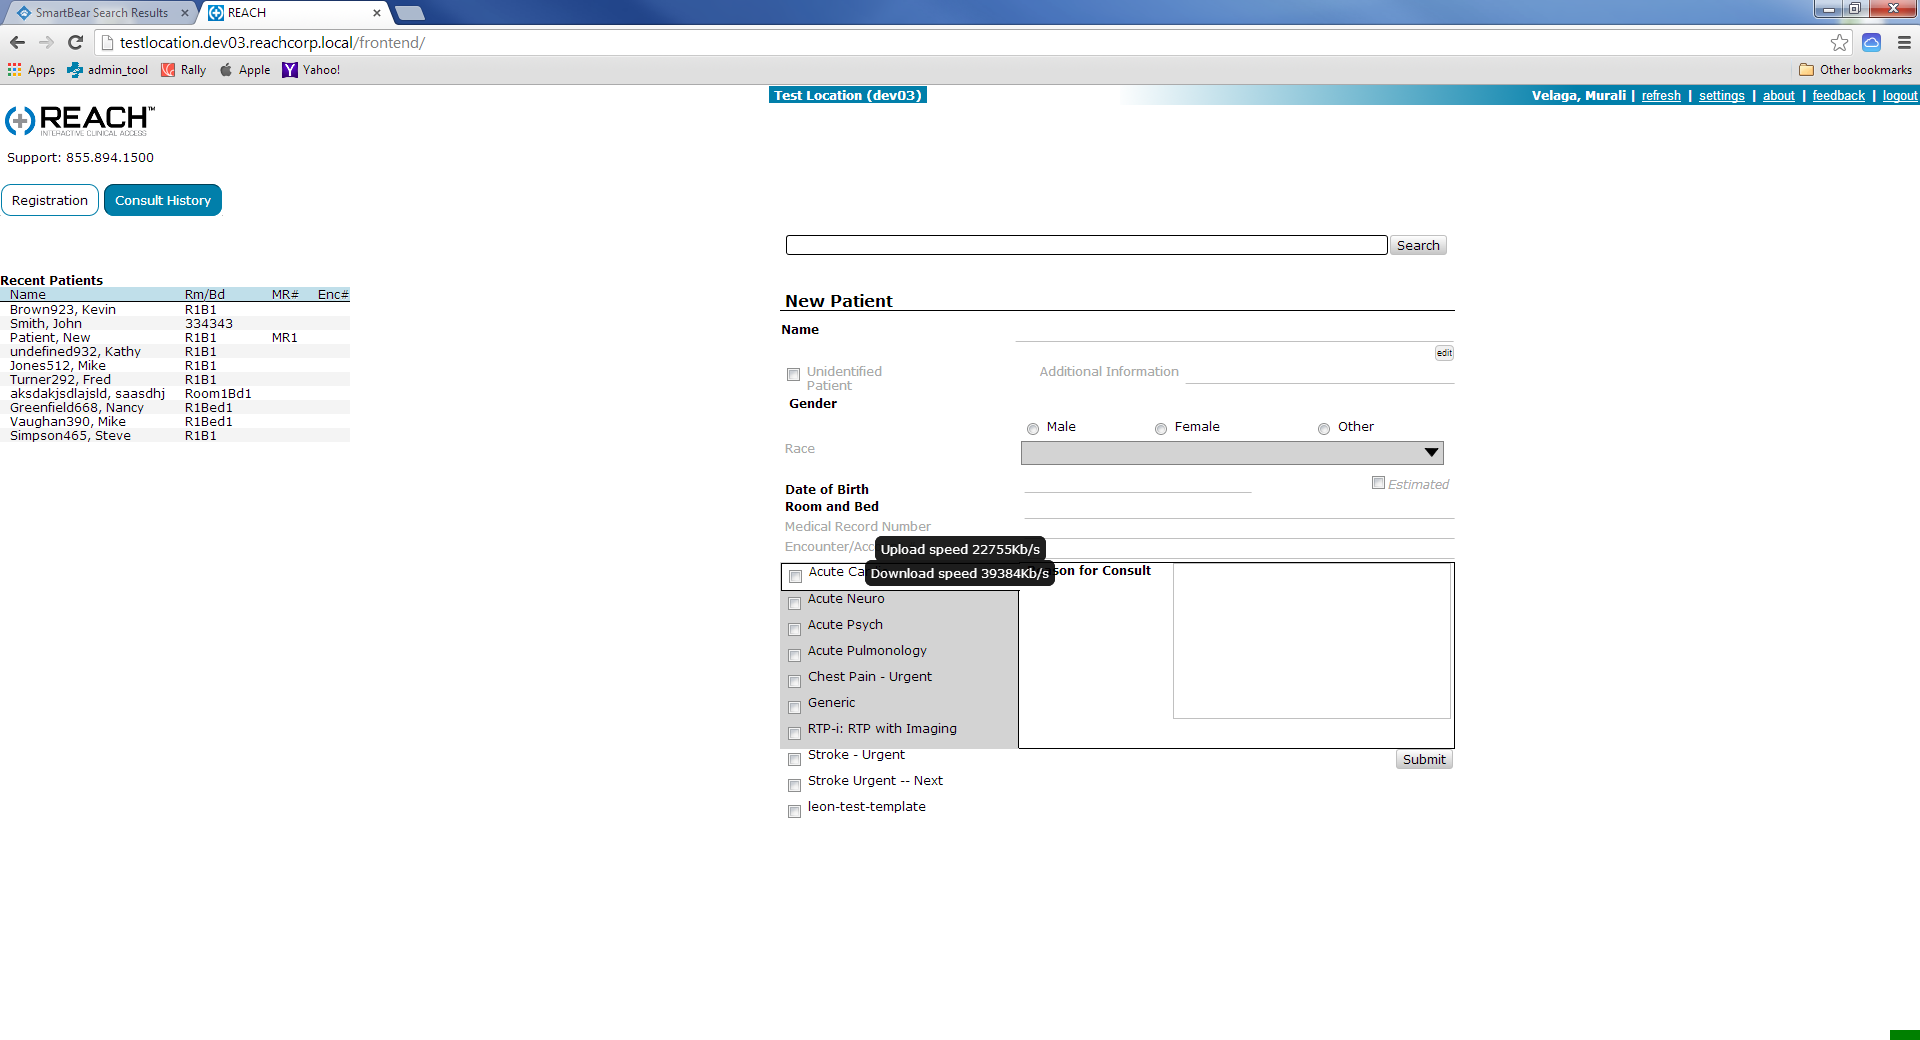 SmartBear Search Results
REACH
testlocation.dev03.reachcorp.local/frontend/
Apps admin_tool Rally Apple Yahoo! Other bookmarks
Test Location (dev03) Velaga, Murali | refresh | settings | about | feedback | logout
REACH™
INTERACTIVE CLINICAL ACCESS
Support: 855.894.1500
Registration Consult History
Search
Recent Patients
Name Rm/Bd MR# Enc#
Brown923, Kevin R1B1
Smith, John 334343
Patient, New R1B1 MR1
undefined932, Kathy R1B1
Jones512, Mike R1B1
Turner292, Fred R1B1
aksdakjsdlajsld, saasdhj Room1Bd1
Greenfield668, Nancy R1Bed1
Vaughan390, Mike R1Bed1
Simpson465, Steve R1B1
New Patient
Name
edit
Unidentified Patient Additional Information
Gender
Male Female Other
Race
Date of Birth Estimated
Room and Bed
Medical Record Number
Encounter/Acc
Upload speed 22755Kb/s
Download speed 39384Kb/s
Acute Ca
son for Consult
Acute Neuro
Acute Psych
Acute Pulmonology
Chest Pain - Urgent
Generic
RTP-i: RTP with Imaging
Stroke - Urgent
Submit
Stroke Urgent -- Next
leon-test-template